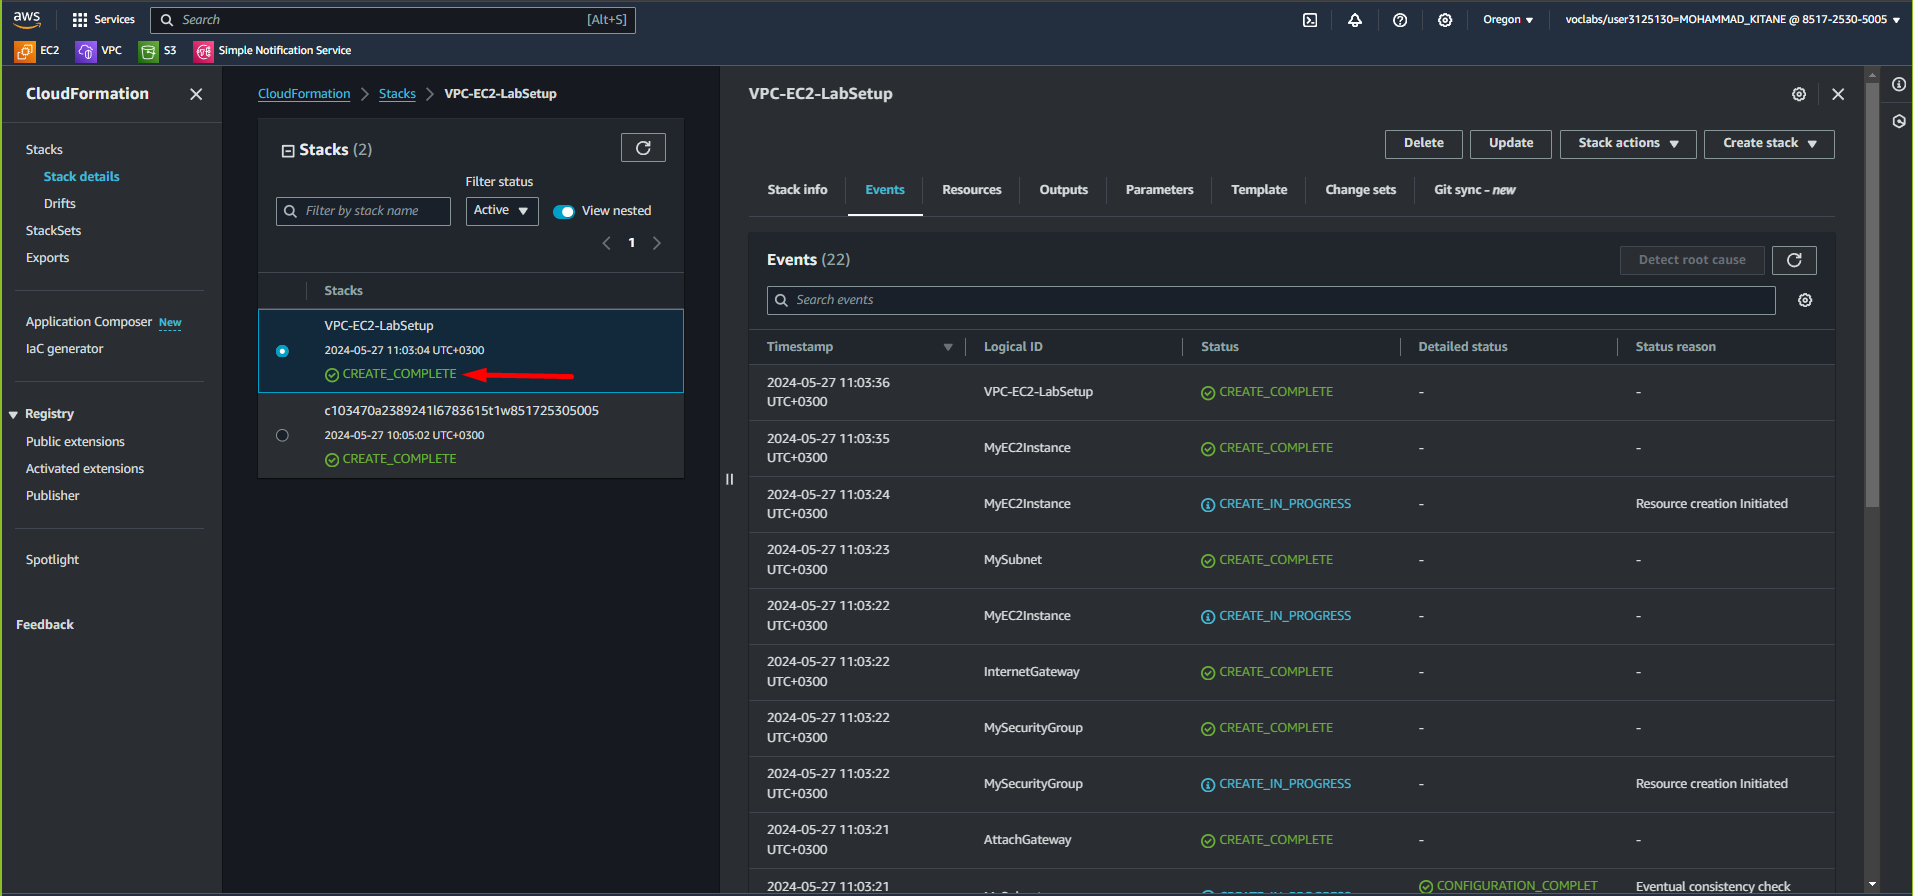 aws
Services
Search
[Alt+S]
Oregon
voclabs/user3125130=MOHAMMAD_KITANE @ 8517-2530-5005
EC2
VPC
S3
Simple Notification Service
CloudFormation
Stacks
Stack details
Drifts
StackSets
Exports
Application Composer New
IaC generator
Registry
Public extensions
Activated extensions
Publisher
Spotlight
Feedback
CloudFormation
Stacks
VPC-EC2-LabSetup
Stacks (2)
Filter status
Filter by stack name
Active
View nested
1
Stacks
VPC-EC2-LabSetup
2024-05-27 11:03:04 UTC+0300
CREATE_COMPLETE
c103470a2389241l6783615t1w851725305005
2024-05-27 10:05:02 UTC+0300
CREATE_COMPLETE
VPC-EC2-LabSetup
Delete
Update
Stack actions
Create stack
Stack info
Events
Resources
Outputs
Parameters
Template
Change sets
Git sync - new
Events (22)
Detect root cause
Search events
Timestamp
Logical ID
Status
Detailed status
Status reason
2024-05-27 11:03:36
UTC+0300
VPC-EC2-LabSetup
CREATE_COMPLETE
-
-
2024-05-27 11:03:35
UTC+0300
MyEC2Instance
CREATE_COMPLETE
-
-
2024-05-27 11:03:24
UTC+0300
MyEC2Instance
CREATE_IN_PROGRESS
-
Resource creation Initiated
2024-05-27 11:03:23
UTC+0300
MySubnet
CREATE_COMPLETE
-
-
2024-05-27 11:03:22
UTC+0300
MyEC2Instance
CREATE_IN_PROGRESS
-
-
2024-05-27 11:03:22
UTC+0300
InternetGateway
CREATE_COMPLETE
-
-
2024-05-27 11:03:22
UTC+0300
MySecurityGroup
CREATE_COMPLETE
-
-
2024-05-27 11:03:22
UTC+0300
MySecurityGroup
CREATE_IN_PROGRESS
-
Resource creation Initiated
2024-05-27 11:03:21
UTC+0300
AttachGateway
CREATE_COMPLETE
-
-
2024-05-27 11:03:21
CONFIGURATION_COMPLET
Eventual consistency check